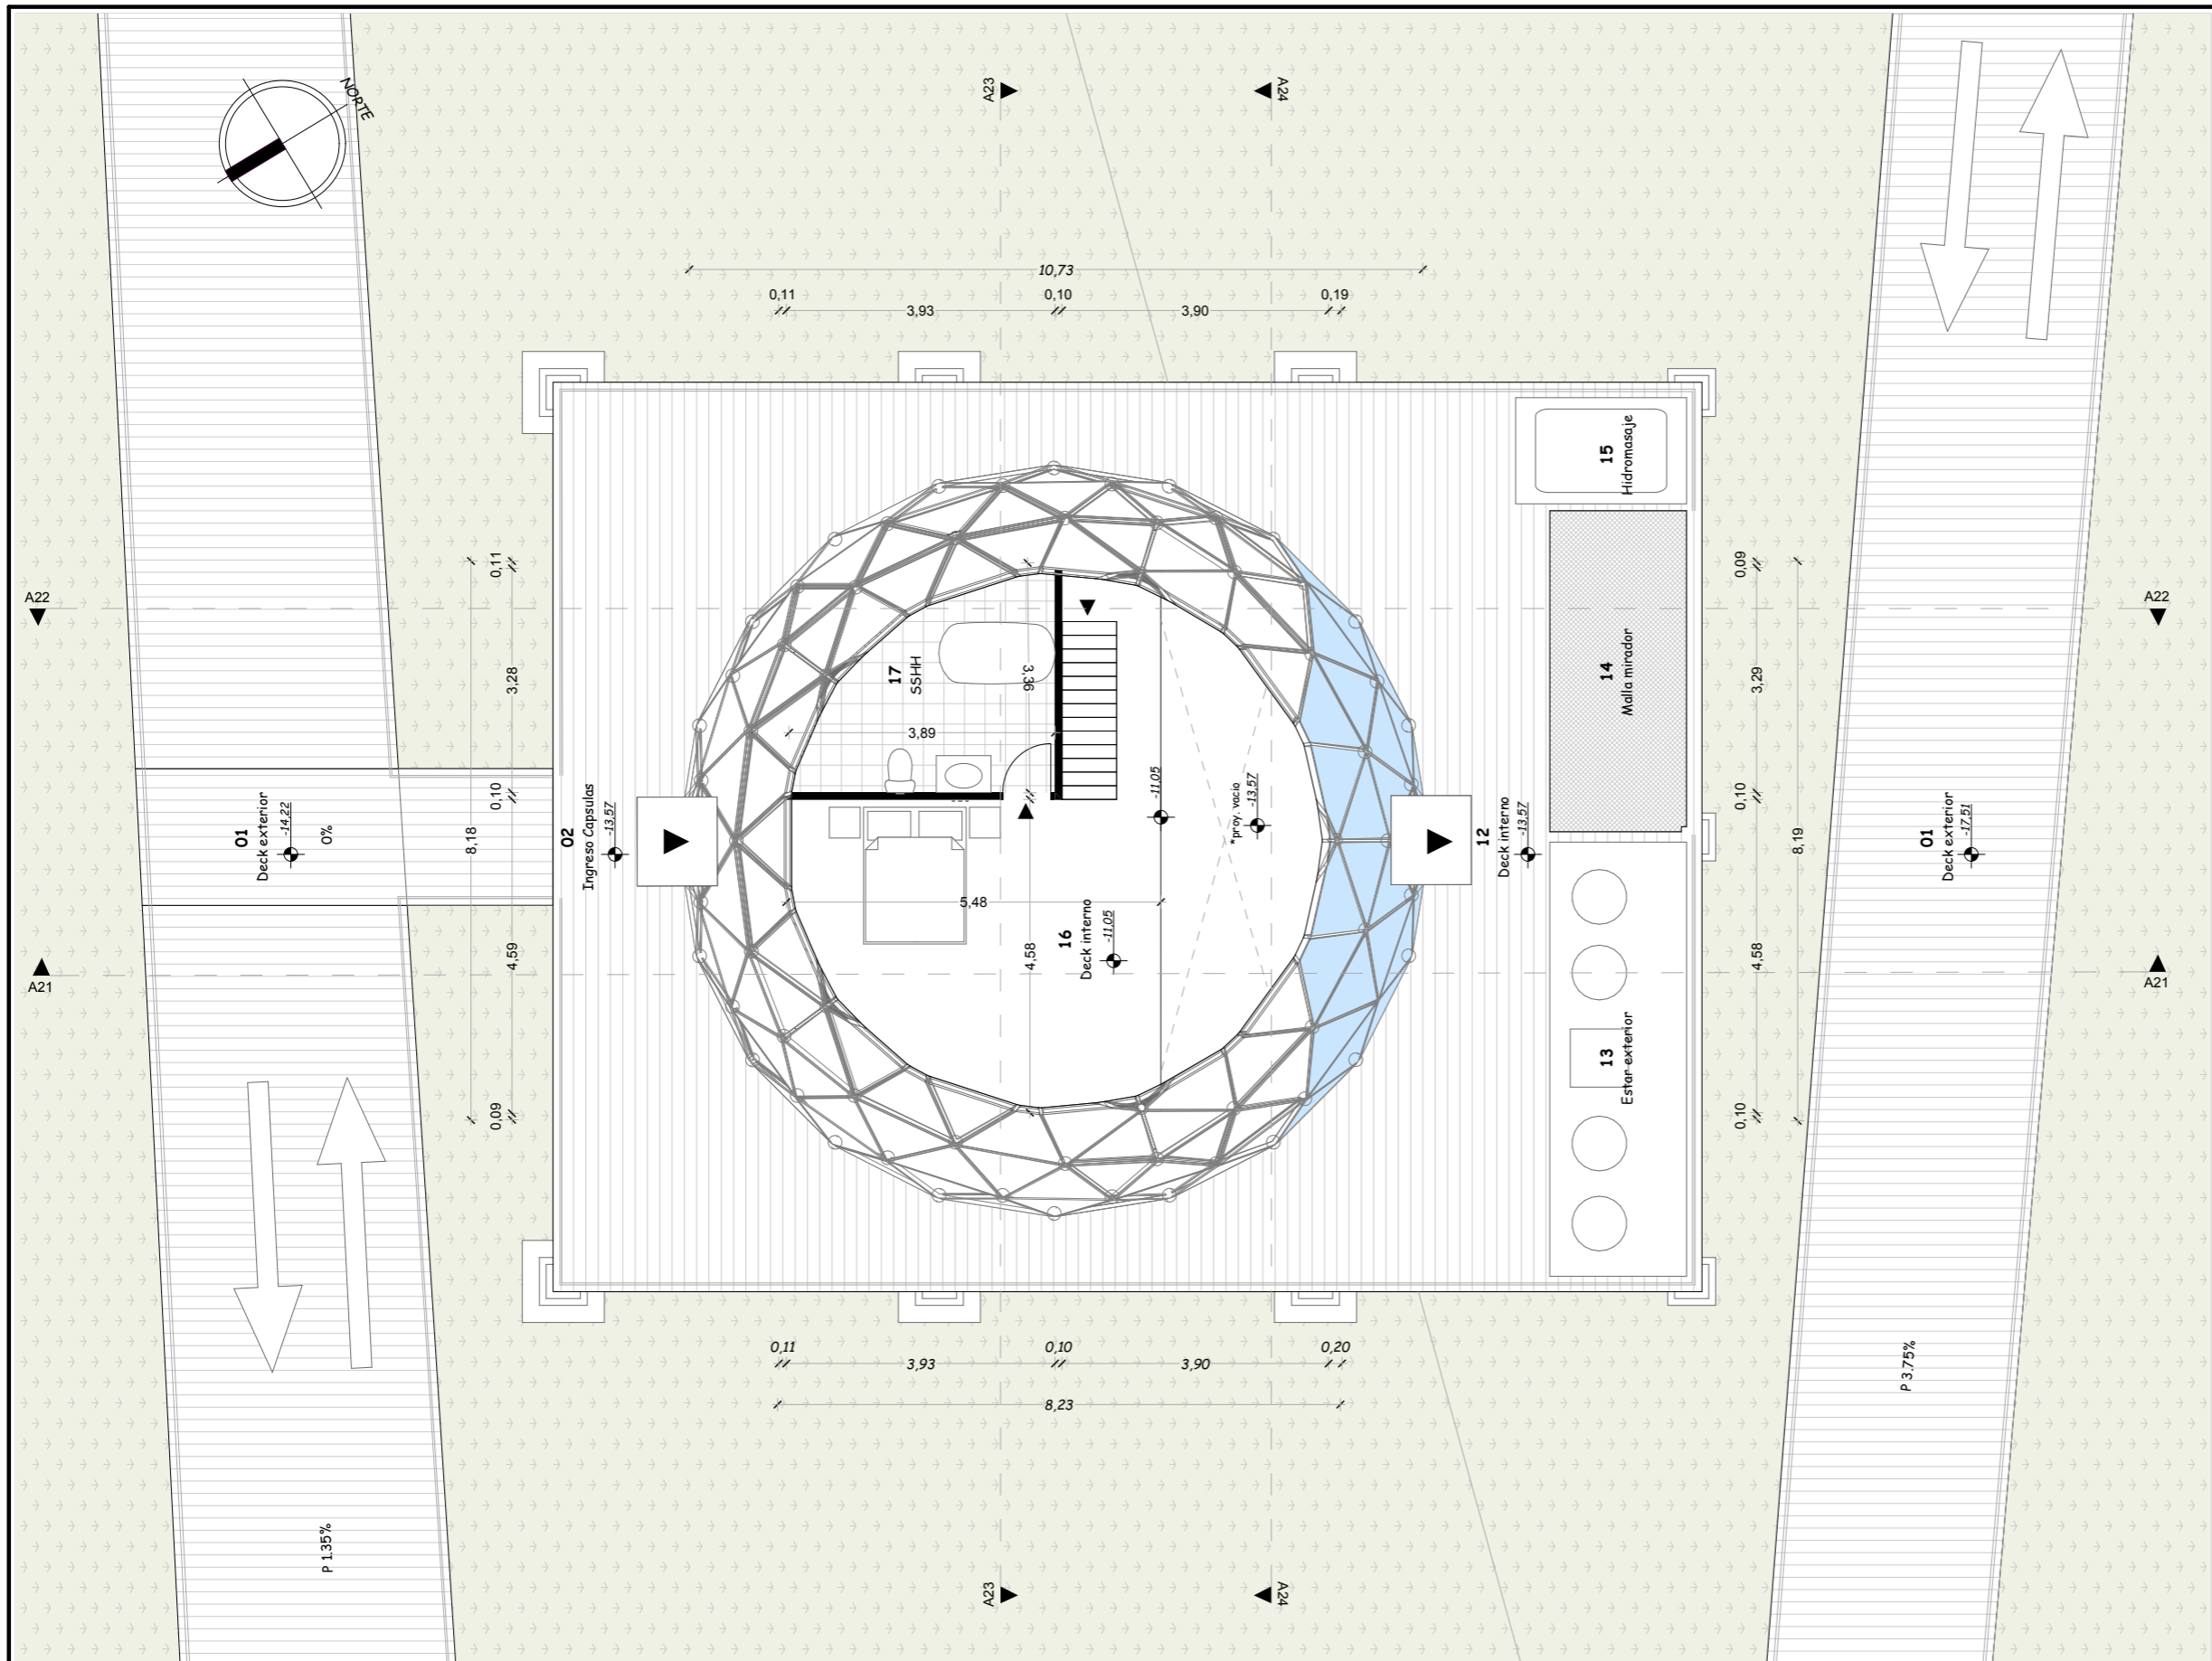 NORTE
A23
A24
10,73
0,11
3,93
0,10
3,90
0,19
A22
A22
0,11
3,28
0,10
8,18
4,59
0,09
01
Deck exterior
-14,22
0%
02
Ingreso Capsulas
-13,57
17
SSHH
3,36
3,89
5,48
4,58
16
Deck interno
-11,05
-11,05
*proy. vacio
-13,57
12
Deck interno
-13,57
15
Hidromasaje
14
Malla mirador
13
Estar exterior
0,09
3,29
0,10
8,19
4,58
0,10
01
Deck exterior
-17,51
A21
A21
0,11
3,93
0,10
3,90
0,20
8,23
P 1.35%
P 3.75%
A23
A24